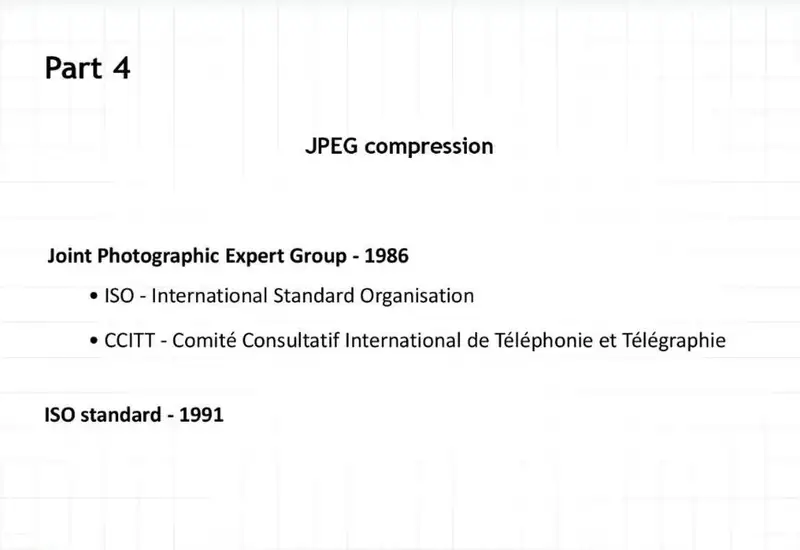 Part 4
JPEG compression
Joint Photographic Expert Group - 1986
• ISO - International Standard Organisation
• CCITT - Comité Consultatif International de Téléphonie et Télégraphie
ISO standard - 1991